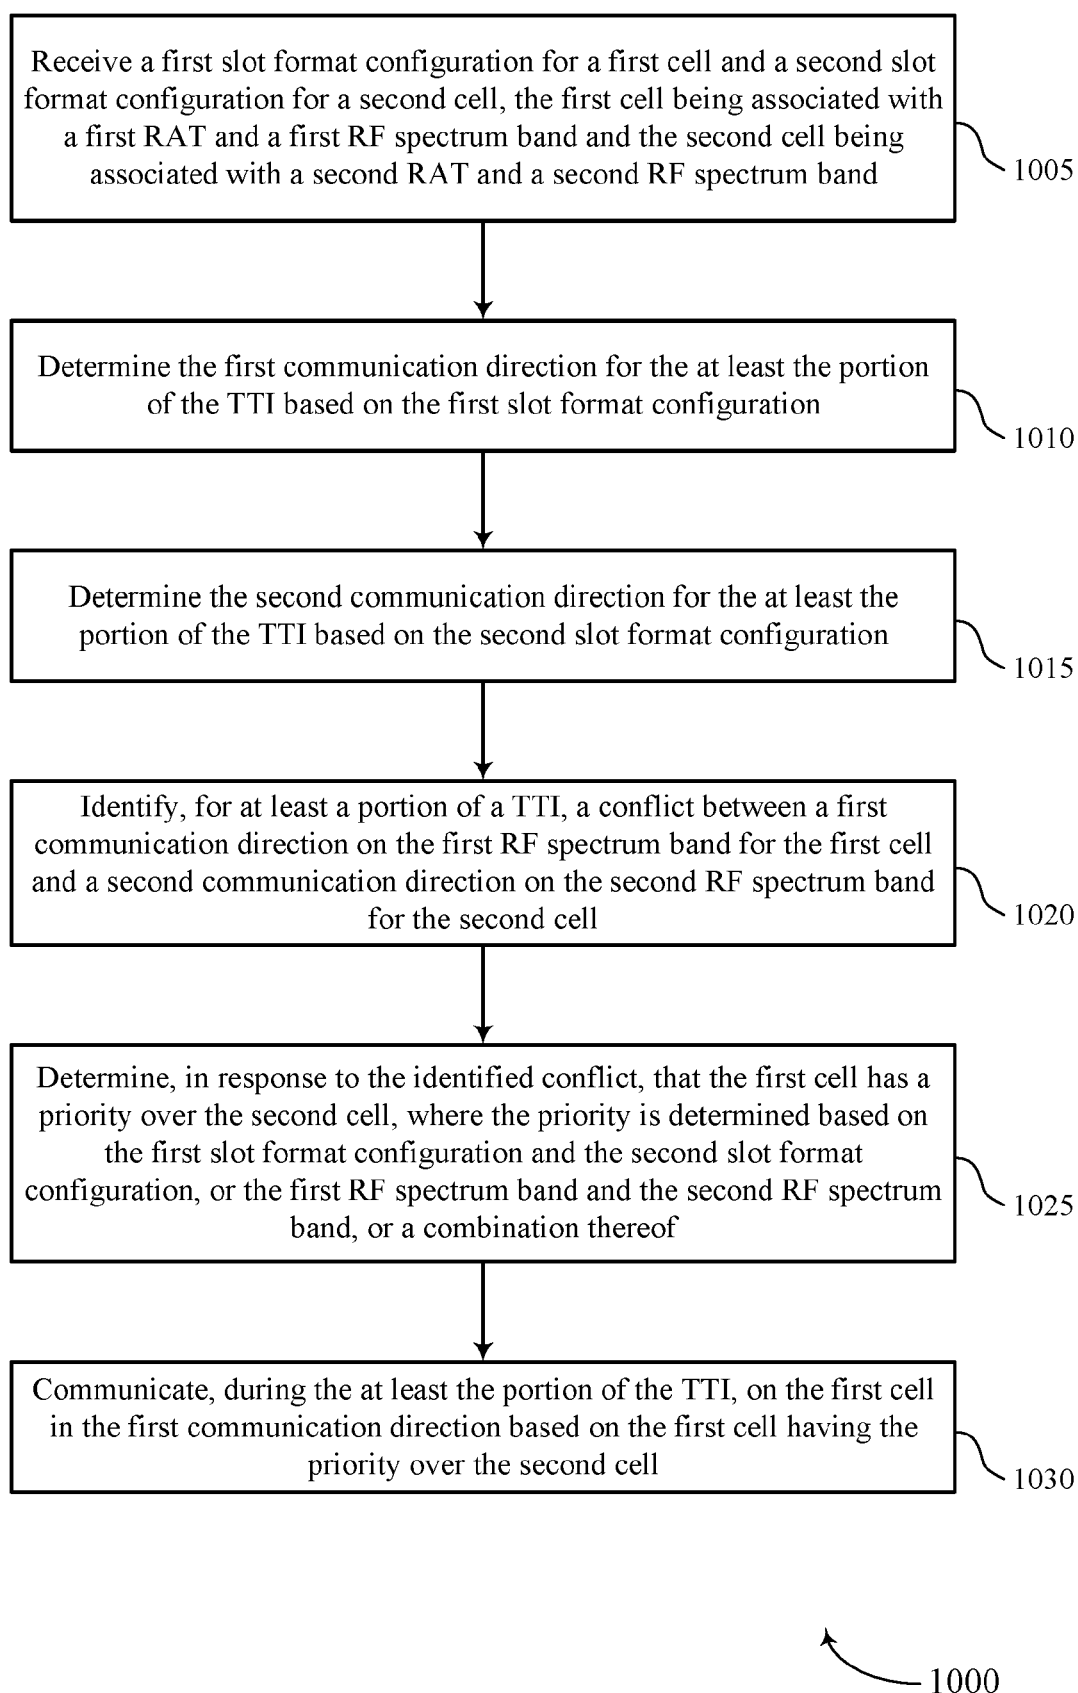 Receive a first slot format configuration for a first cell and a second slot
format configuration for a second cell, the first cell being associated with
a first RAT and a first RF spectrum band and the second cell being
associated with a second RAT and a second RF spectrum band
1005
Determine the first communication direction for the at least the portion
of the TTI based on the first slot format configuration
1010
Determine the second communication direction for the at least the
portion of the TTI based on the second slot format configuration
1015
Identify, for at least a portion of a TTI, a conflict between a first
communication direction on the first RF spectrum band for the first cell
and a second communication direction on the second RF spectrum band
for the second cell
1020
Determine, in response to the identified conflict, that the first cell has a
priority over the second cell, where the priority is determined based on
the first slot format configuration and the second slot format
configuration, or the first RF spectrum band and the second RF spectrum
band, or a combination thereof
1025
Communicate, during the at least the portion of the TTI, on the first cell
in the first communication direction based on the first cell having the
priority over the second cell
1030
1000